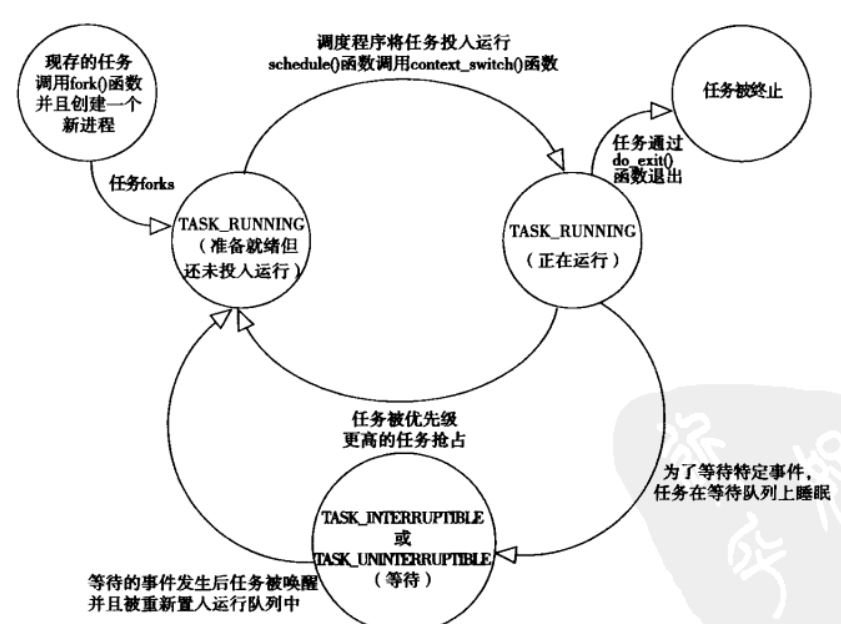 现存的任务
调用fork()函数
并且创建一个
新进程
调度程序将任务投入运行
schedule()函数调用context_switch()函数
任务被终止
任务通过
do_exit()
函数退出
任务forks
TASK_RUNNING
（准备就绪但
还未投入运行）
TASK_RUNNING
（正在运行）
任务被优先级
更高的任务抢占
为了等待特定事件，
任务在等待队列上睡眠
TASK_INTERRUPTIBLE
或
TASK_UNINTERRUPTIBLE
（等待）
等待的事件发生后任务被唤醒
并且被重新置入运行队列中